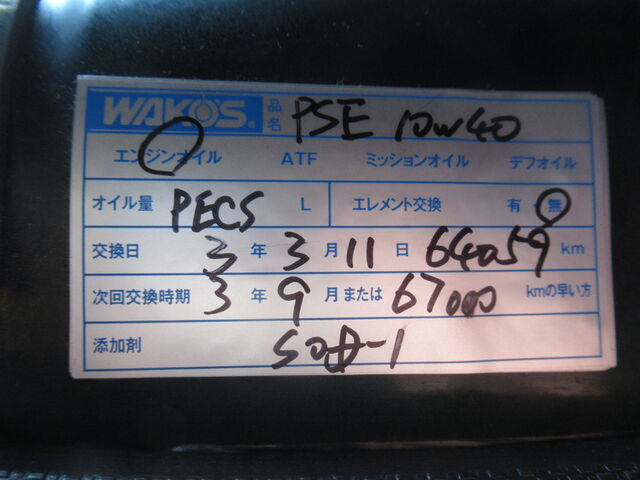 WAKO'S® 品名 PSE 10W40
エンジンオイル ATF ミッションオイル デフオイル
オイル量 PECS L エレメント交換 有 無
交換日 3 年 3 月 11 日 64059 km
次回交換時期 3 年 9 月または 67000 kmの早い方
添加剤 SOD-1